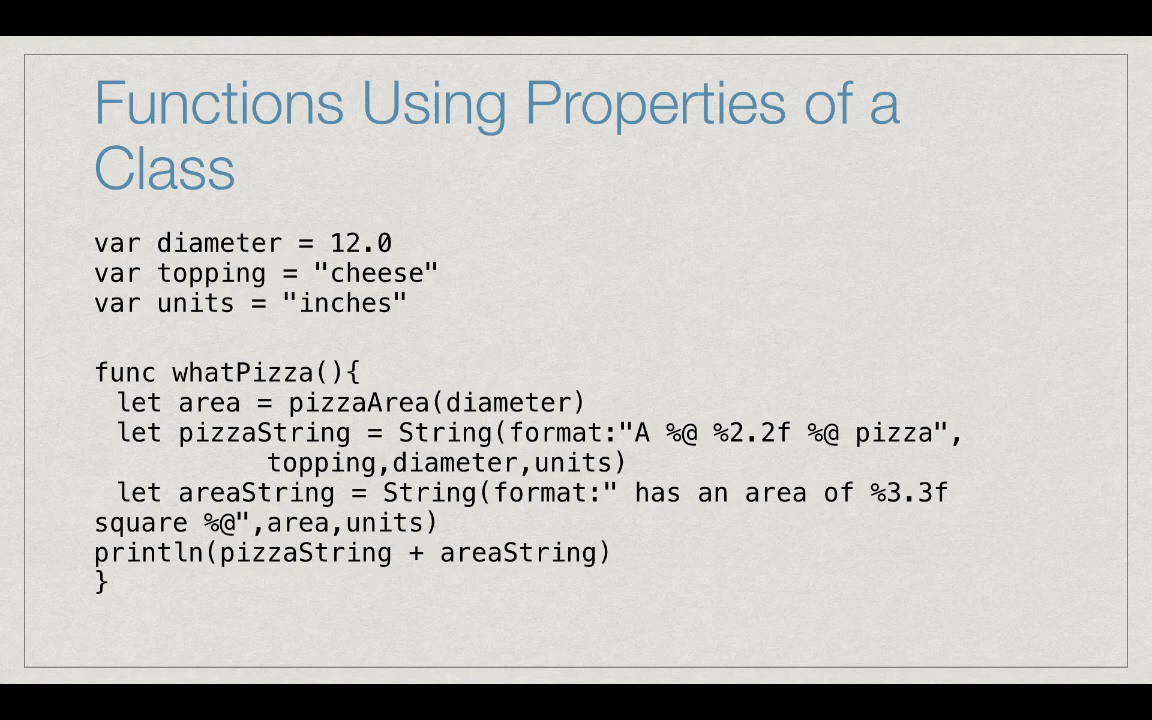 Functions Using Properties of a
Class
var diameter = 12.0
var topping = "cheese"
var units = "inches"
func whatPizza(){
let area = pizzaArea(diameter)
let pizzaString = String(format:"A %@ %2.2f %@ pizza",
topping,diameter,units)
let areaString = String(format:" has an area of %3.3f
square %@",area,units)
println(pizzaString + areaString)
}